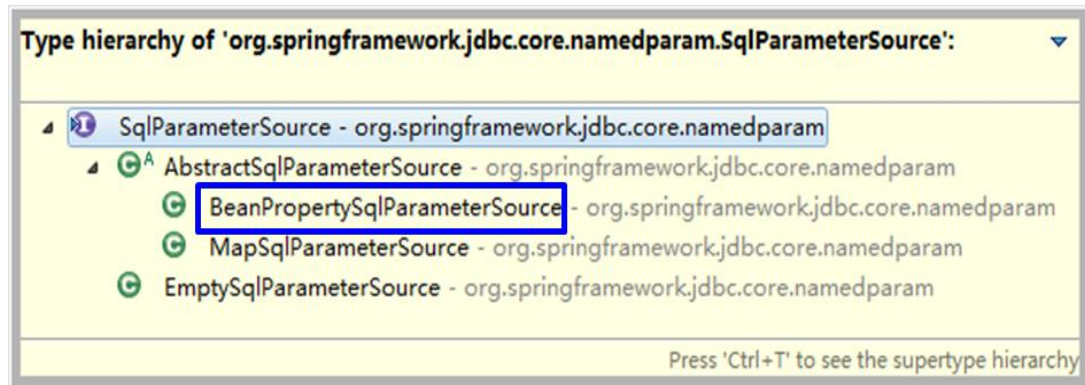 Type hierarchy of 'org.springframework.jdbc.core.namedparam.SqlParameterSource':
SqlParameterSource - org.springframework.jdbc.core.namedparam
AbstractSqlParameterSource - org.springframework.jdbc.core.namedparam
BeanPropertySqlParameterSource - org.springframework.jdbc.core.namedparam
MapSqlParameterSource - org.springframework.jdbc.core.namedparam
EmptySqlParameterSource - org.springframework.jdbc.core.namedparam
Press 'Ctrl+T' to see the supertype hierarchy